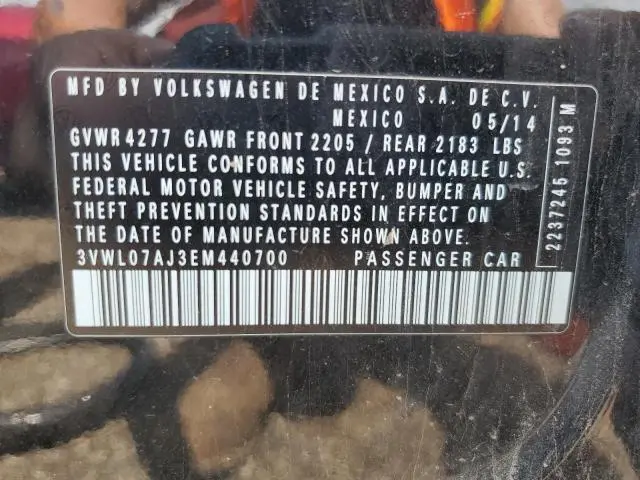 MFD BY VOLKSWAGEN DE MEXICO S.A. DE C.V.
MEXICO 05/14
GVWR 4277 GAWR FRONT 2205 / REAR 2183 LBS
THIS VEHICLE CONFORMS TO ALL APPLICABLE U.S.
FEDERAL MOTOR VEHICLE SAFETY, BUMPER AND
THEFT PREVENTION STANDARDS IN EFFECT ON
THE DATE OF MANUFACTURE SHOWN ABOVE.
3VWL07AJ3EM440700 PASSENGER CAR
2237245 1093 M